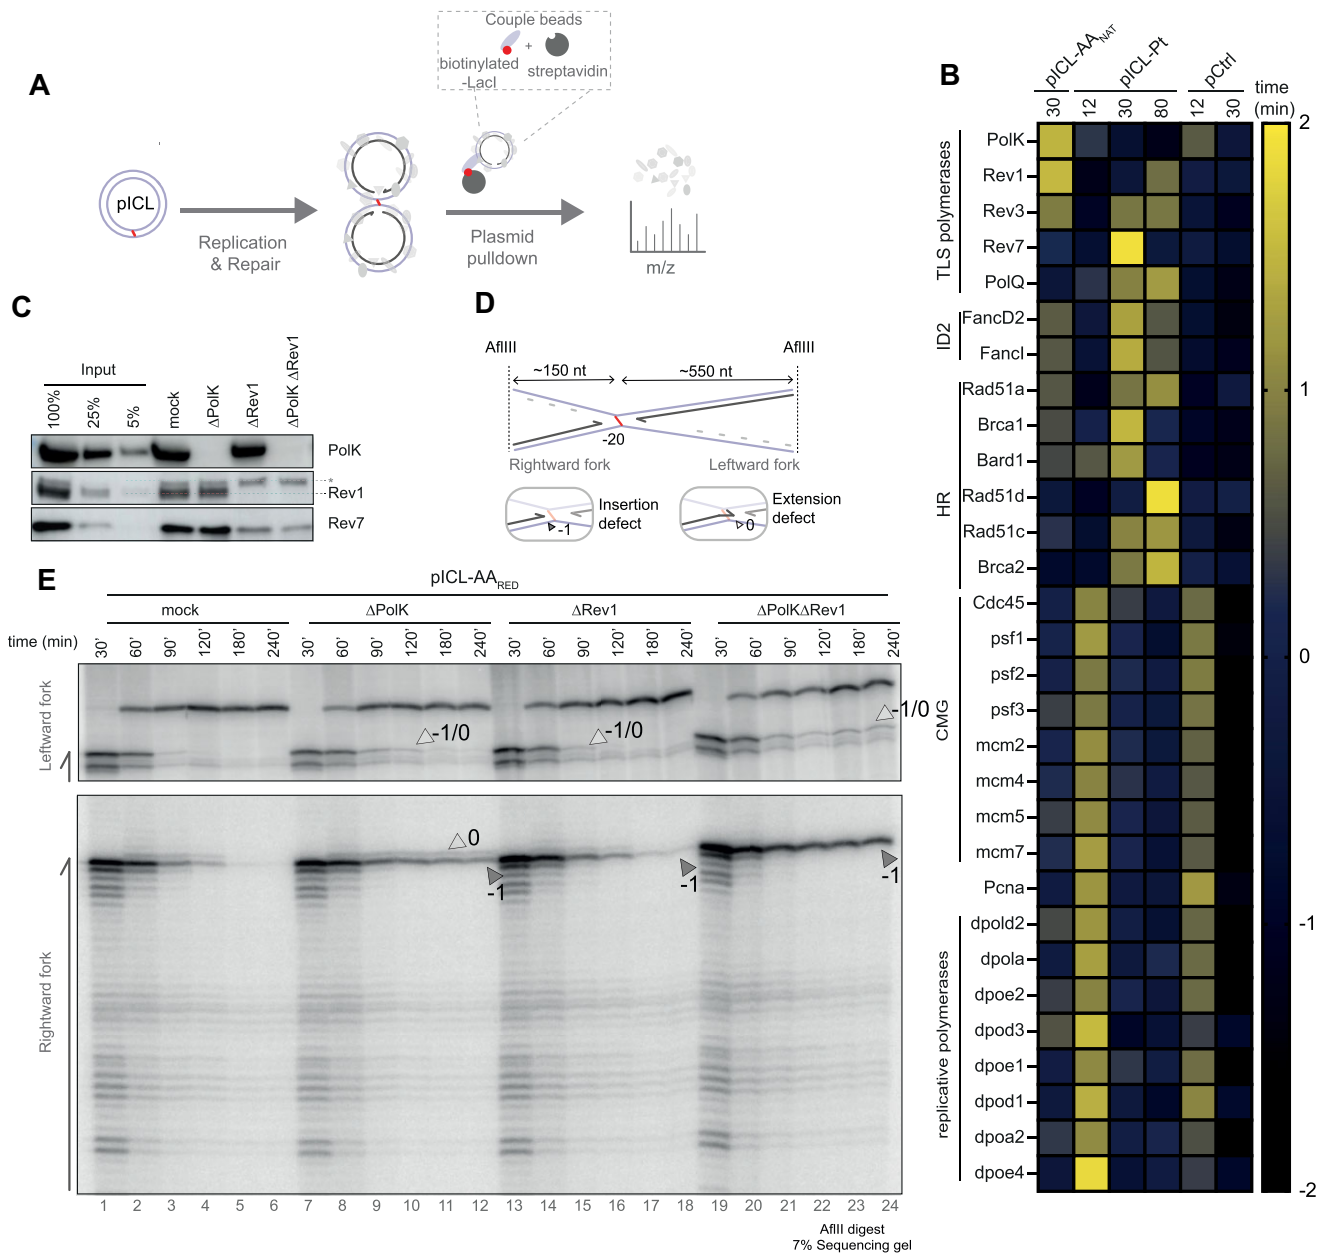 A
Couple beads
+
biotinylated
-LacI
streptavidin
pICL
Replication
& Repair
Plasmid
pulldown
m/z
B
pICL-AA_NAT
pICL-Pt
pCtrl
time
(min)
30 12 30 80 12 30
TLS polymerases
PolK
Rev1
Rev3
Rev7
PolQ
ID2
FancD2
FancI
HR
Rad51a
Brca1
Bard1
Rad51d
Rad51c
Brca2
CMG
Cdc45
psf1
psf2
psf3
mcm2
mcm4
mcm5
mcm7
Pcna
replicative polymerases
dpold2
dpola
dpoe2
dpod3
dpoe1
dpod1
dpoa2
dpoe4
2
1
0
-1
-2
C
Input
100% 25% 5% mock ΔPolK ΔRev1 ΔPolK ΔRev1
PolK
*
Rev1
Rev7
D
AflIII AflIII
~150 nt ~550 nt
-20
Rightward fork Leftward fork
-1
Insertion
defect
0
Extension
defect
E
pICL-AA_RED
mock ΔPolK ΔRev1 ΔPolKΔRev1
time (min) 30' 60' 90' 120' 180' 240' 30' 60' 90' 120' 180' 240' 30' 60' 90' 120' 180' 240' 30' 60' 90' 120' 180' 240'
Leftward fork
-1/0
-1/0
-1/0
Rightward fork
0
-1
-1
-1
1 2 3 4 5 6 7 8 9 10 11 12 13 14 15 16 17 18 19 20 21 22 23 24
AflII digest
7% Sequencing gel